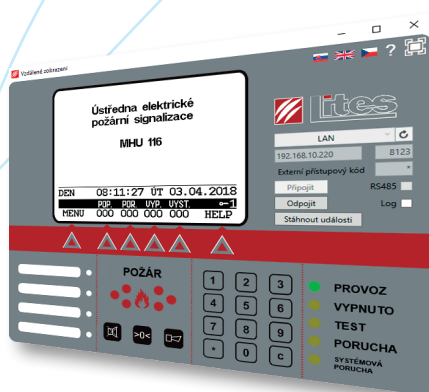 Vzdálené zobrazení
?
Ústředna elektrické
požární signalizace
MHU 116
DEN 08:11:27 ÚT 03.04.2018
POP. POR. VYP. VYST. 1
MENU 000 000 000 000 HELP
Lites
LAN
192.168.10.220 8123
Externí přístupový kód *
Připojit RS485
Odpojit Log
Stáhnout události
POŽÁR
>0<
1 2 3
4 5 6
7 8 9
* 0 C
PROVOZ
VYPNUTO
TEST
PORUCHA
SYSTÉMOVÁ
PORUCHA